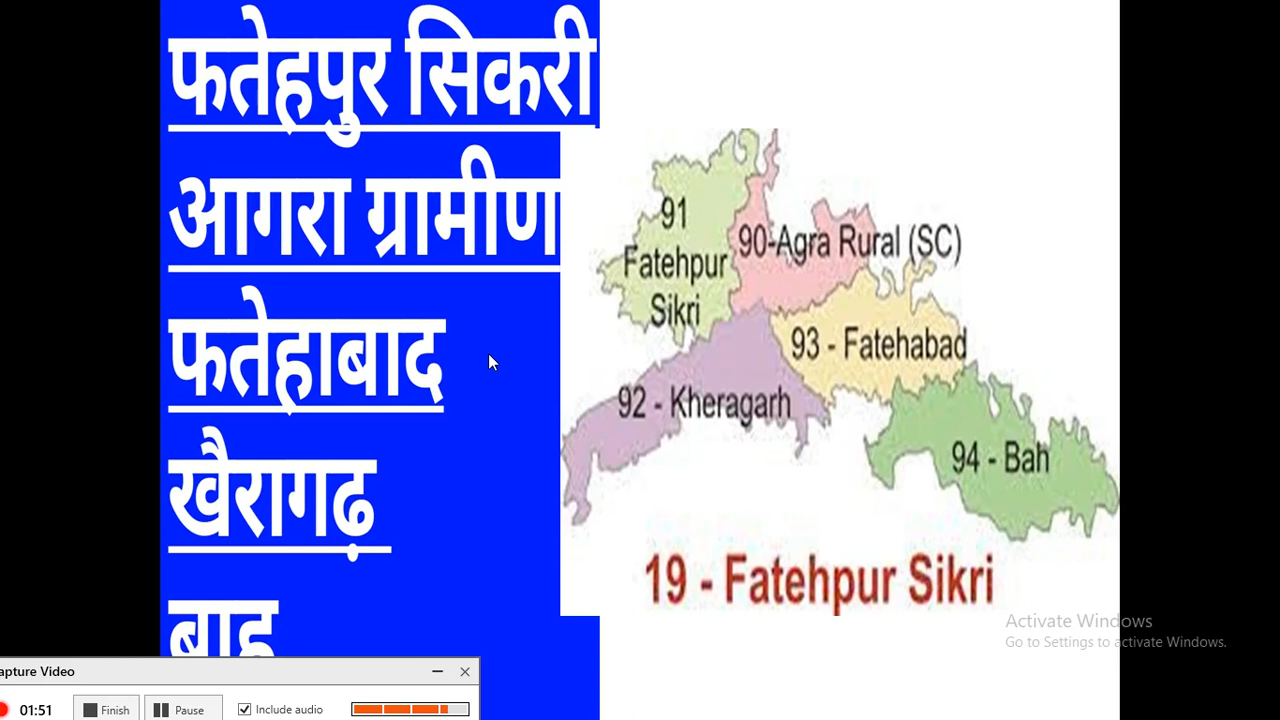 फतेहपुर सिकरी
आगरा ग्रामीण
फतेहाबाद
खैरागढ़
बाह
91
Fatehpur
Sikri
90-Agra Rural (SC)
93 - Fatehabad
92 - Kheragarh
94 - Bah
19 - Fatehpur Sikri
Activate Windows
Go to Settings to activate Windows.
apture Video
01:51
Finish
Pause
Include audio